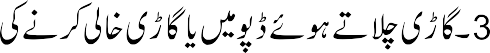 3۔گاڑی چلاتے ہوئے ڈپو میں یا گاڑی خالی کرنے کی